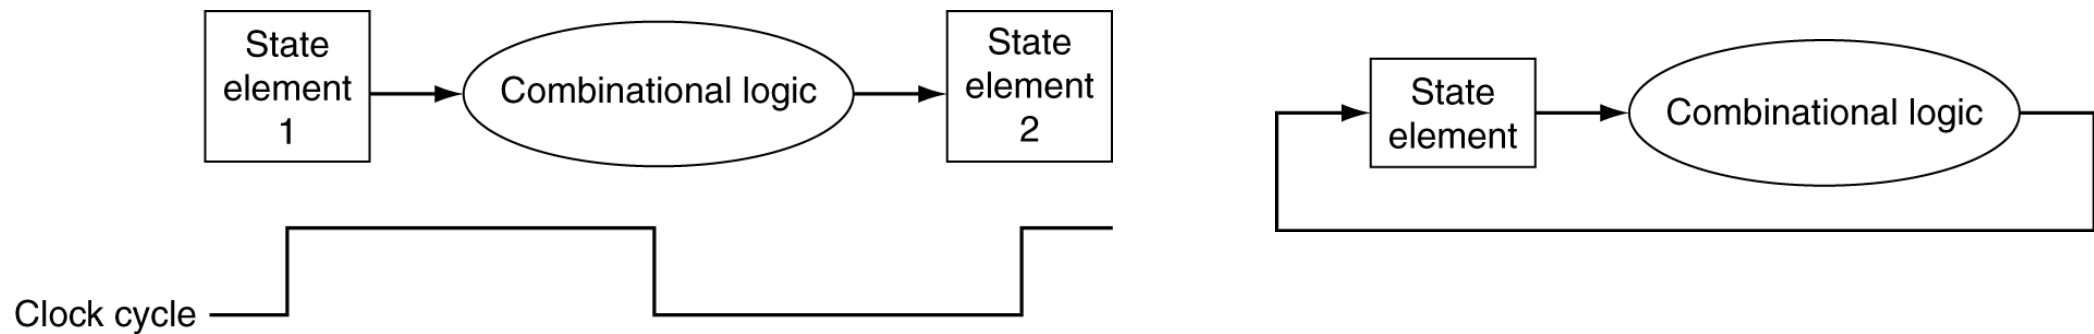 State
element
1
Combinational logic
State
element
2
Clock cycle
State
element
Combinational logic